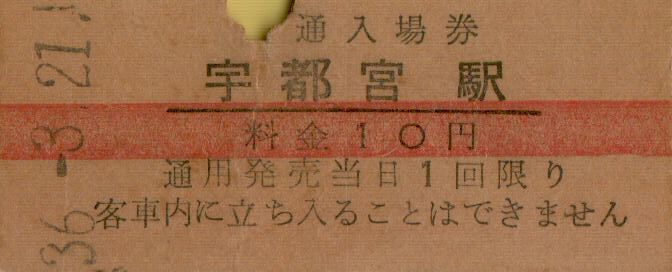 通入場券
宇都宮駅
料金10円
通用発売当日1回限り
客車内に立ち入ることはできません
36.-3.21